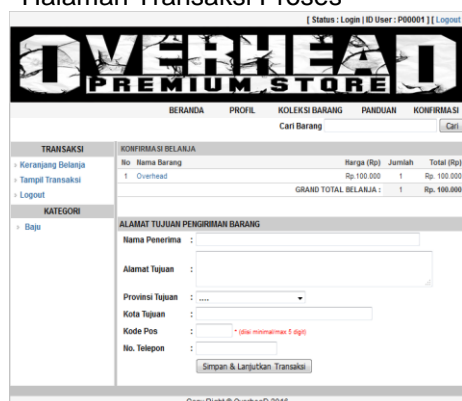 Halaman Transaksi Proses
[ Status : Login | ID User : P00001 ] [ Logout
OVERHEAD
PREMIUM STORE
BERANDA PROFIL KOLEKSI BARANG PANDUAN KONFIRMASI
Cari Barang Cari
TRANSAKSI
Keranjang Belanja
Tampil Transaksi
Logout
KATEGORI
Baju
KONFIRMASI BELANJA
No Nama Barang Harga (Rp) Jumlah Total (Rp)
1 Overhead Rp.100.000 1 Rp. 100.000
GRAND TOTAL BELANJA : 1 Rp. 100.000
ALAMAT TUJUAN PENGIRIMAN BARANG
Nama Penerima :
Alamat Tujuan :
Provinsi Tujuan : ....
Kota Tujuan :
Kode Pos : * (diisi minimal/max 5 digit)
No. Telepon :
Simpan & Lanjutkan Transaksi